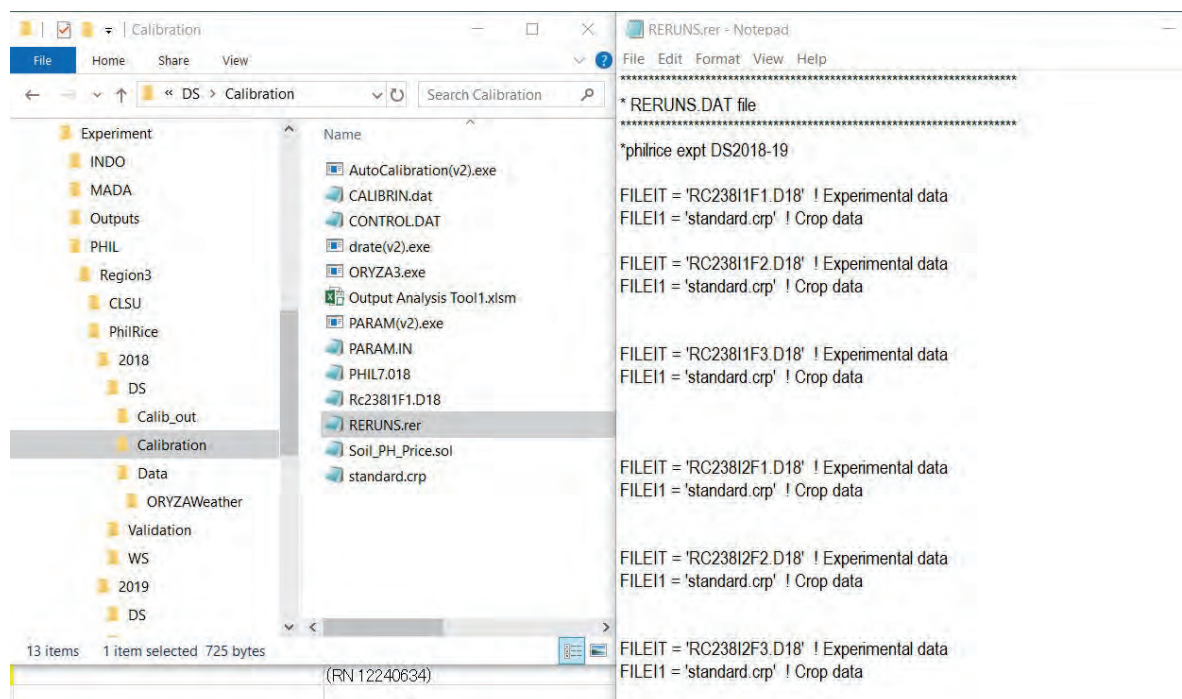 Calibration
File Home Share View
« DS > Calibration
Search Calibration
Experiment
INDO
MADA
Outputs
PHIL
Region3
CLSU
PhilRice
2018
DS
Calib_out
Calibration
Data
ORYZAWeather
Validation
WS
2019
DS
Name
AutoCalibration(v2).exe
CALIBRIN.dat
CONTROL.DAT
drate(v2).exe
ORYZA3.exe
Output Analysis Tool1.xlsm
PARAM(v2).exe
PARAM.IN
PHIL7.018
Rc238I1F1.D18
RERUNS.rer
Soil_PH_Price.sol
standard.crp
13 items 1 item selected 725 bytes
(RN 12240634)
RERUNS.rer - Notepad
File Edit Format View Help
**********************************************************************
* RERUNS.DAT file
**********************************************************************
*philrice expt DS2018-19
FILEIT = 'RC238I1F1.D18' ! Experimental data
FILEI1 = 'standard.crp' ! Crop data
FILEIT = 'RC238I1F2.D18' ! Experimental data
FILEI1 = 'standard.crp' ! Crop data
FILEIT = 'RC238I1F3.D18' ! Experimental data
FILEI1 = 'standard.crp' ! Crop data
FILEIT = 'RC238I2F1.D18' ! Experimental data
FILEI1 = 'standard.crp' ! Crop data
FILEIT = 'RC238I2F2.D18' ! Experimental data
FILEI1 = 'standard.crp' ! Crop data
FILEIT = 'RC238I2F3.D18' ! Experimental data
FILEI1 = 'standard.crp' ! Crop data